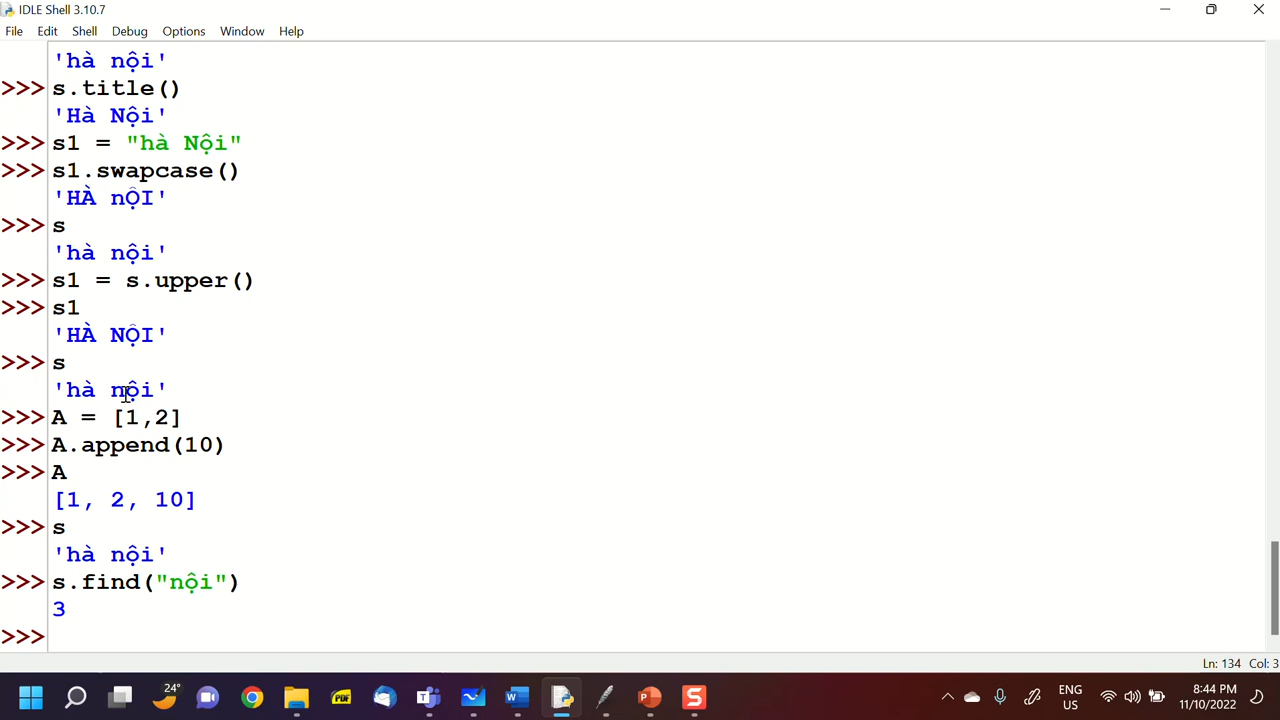 IDLE Shell 3.10.7
File Edit Shell Debug Options Window Help
'hà nội'
>>> s.title()
'Hà Nội'
>>> s1 = "hà Nội"
>>> s1.swapcase()
'HÀ nỘI'
>>> s
'hà nội'
>>> s1 = s.upper()
>>> s1
'HÀ NỘI'
>>> s
'hà nội'
>>> A = [1,2]
>>> A.append(10)
>>> A
[1, 2, 10]
>>> s
'hà nội'
>>> s.find("nội")
3
>>>
Ln: 134 Col: 3
24°
PDF
ENG
US
8:44 PM
11/10/2022